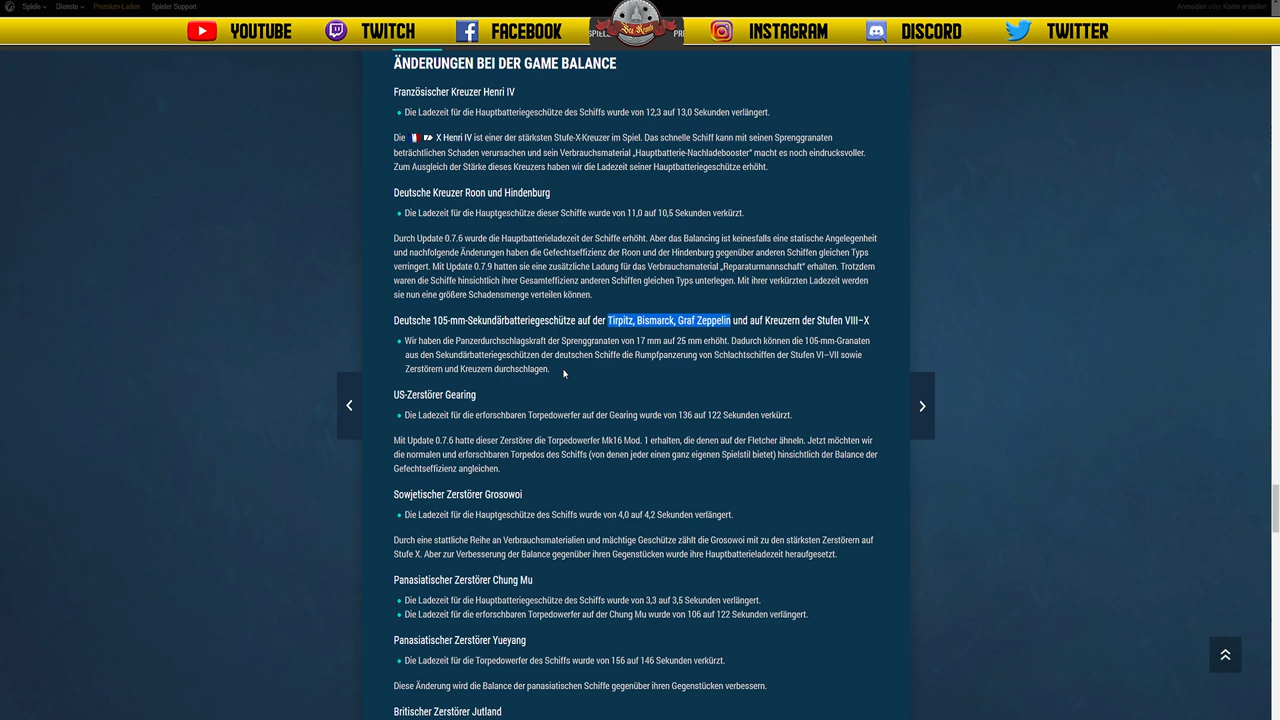 Spiele
Dienste
Premium-Laden
Spieler Support
Anmelden oder Konto erstellen
YOUTUBE
TWITCH
FACEBOOK
INSTAGRAM
DISCORD
TWITTER
ÄNDERUNGEN BEI DER GAME BALANCE
Französischer Kreuzer Henri IV
Die Ladezeit für die Hauptbatteriegeschütze des Schiffs wurde von 12,3 auf 13,0 Sekunden verlängert.
Die X Henri IV ist einer der stärksten Stufe-X-Kreuzer im Spiel. Das schnelle Schiff kann mit seinen Sprenggranaten
beträchtlichen Schaden verursachen und sein Verbrauchsmaterial „Hauptbatterie-Nachladebooster“ macht es noch eindrucksvoller.
Zum Ausgleich der Stärke dieses Kreuzers haben wir die Ladezeit seiner Hauptbatteriegeschütze erhöht.
Deutsche Kreuzer Roon und Hindenburg
Die Ladezeit für die Hauptgeschütze dieser Schiffe wurde von 11,0 auf 10,5 Sekunden verkürzt.
Durch Update 0.7.6 wurde die Hauptbatterieladezeit der Schiffe erhöht. Aber das Balancing ist keinesfalls eine statische Angelegenheit
und nachfolgende Änderungen haben die Gefechtseffizienz der Roon und der Hindenburg gegenüber anderen Schiffen gleichen Typs
verringert. Mit Update 0.7.9 hatten sie eine zusätzliche Ladung für das Verbrauchsmaterial „Reparaturmannschaft“ erhalten. Trotzdem
waren die Schiffe hinsichtlich ihrer Gesamteffizienz anderen Schiffen gleichen Typs unterlegen. Mit ihrer verkürzten Ladezeit werden
sie nun eine größere Schadensmenge verteilen können.
Deutsche 105-mm-Sekundärbatteriegeschütze auf der Tirpitz, Bismarck, Graf Zeppelin und auf Kreuzern der Stufen VIII–X
Wir haben die Panzerdurchschlagskraft der Sprenggranaten von 17 mm auf 25 mm erhöht. Dadurch können die 105-mm-Granaten
aus den Sekundärbatteriegeschützen der deutschen Schiffe die Rumpfpanzerung von Schlachtschiffen der Stufen VI–VII sowie
Zerstörern und Kreuzern durchschlagen.
US-Zerstörer Gearing
Die Ladezeit für die erforschbaren Torpedowerfer auf der Gearing wurde von 136 auf 122 Sekunden verkürzt.
Mit Update 0.7.6 hatte dieser Zerstörer die Torpedowerfer Mk16 Mod. 1 erhalten, die denen auf der Fletcher ähneln. Jetzt möchten wir
die normalen und erforschbaren Torpedos des Schiffs (von denen jeder einen ganz eigenen Spielstil bietet) hinsichtlich der Balance der
Gefechtseffizienz angleichen.
Sowjetischer Zerstörer Grosowoi
Die Ladezeit für die Hauptgeschütze des Schiffs wurde von 4,0 auf 4,2 Sekunden verlängert.
Durch eine stattliche Reihe an Verbrauchsmaterialien und mächtige Geschütze zählt die Grosowoi mit zu den stärksten Zerstörern auf
Stufe X. Aber zur Verbesserung der Balance gegenüber ihren Gegenstücken wurde ihre Hauptbatterieladezeit heraufgesetzt.
Panasiatischer Zerstörer Chung Mu
Die Ladezeit für die Hauptbatteriegeschütze des Schiffs wurde von 3,3 auf 3,5 Sekunden verlängert.
Die Ladezeit für die erforschbaren Torpedowerfer auf der Chung Mu wurde von 106 auf 122 Sekunden verlängert.
Panasiatischer Zerstörer Yueyang
Die Ladezeit für die Torpedowerfer des Schiffs wurde von 156 auf 146 Sekunden verkürzt.
Diese Änderung wird die Balance der panasiatischen Schiffe gegenüber ihren Gegenstücken verbessern.
Britischer Zerstörer Jutland